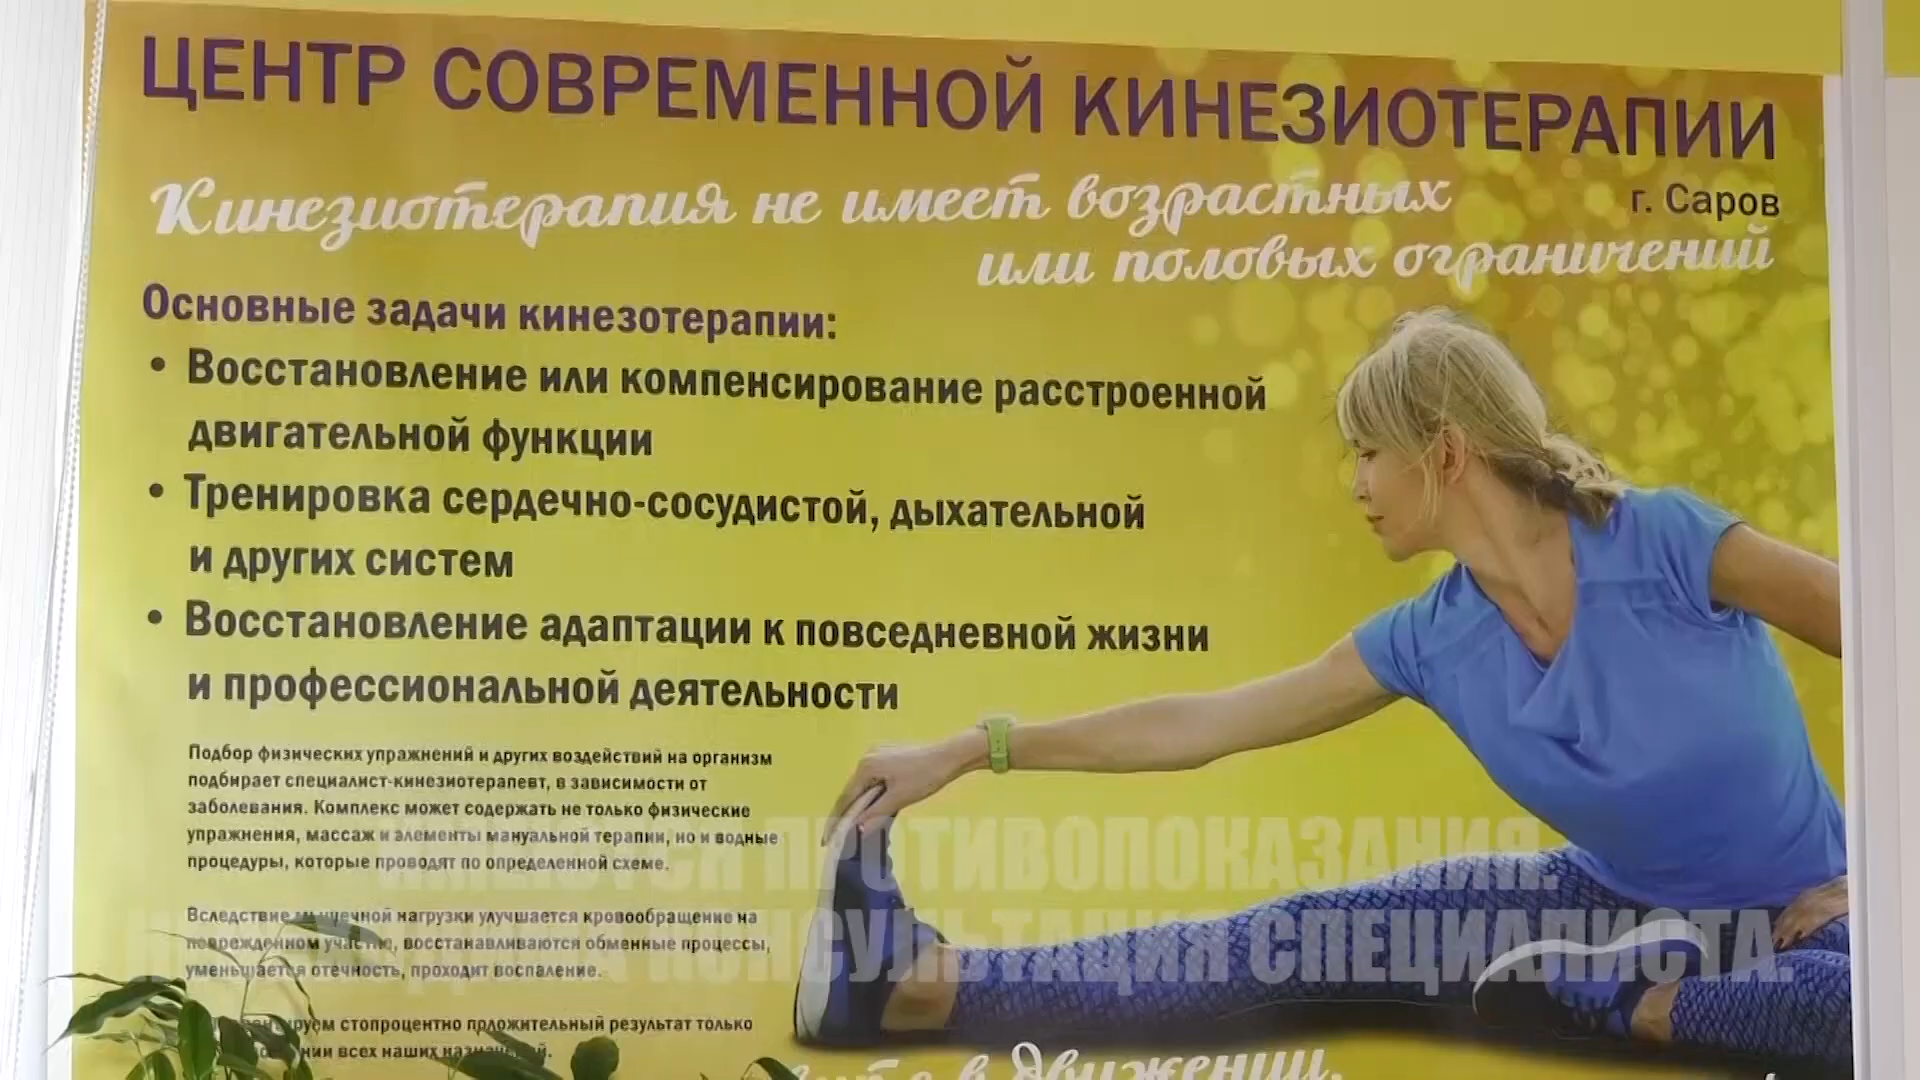 ЦЕНТР СОВРЕМЕННОЙ КИНЕЗИОТЕРАПИИ
г. Саров
Кинезиотерапия не имеет возрастных
или половых ограничений
Основные задачи кинезотерапии:
• Восстановление или компенсирование расстроенной
двигательной функции
• Тренировка сердечно-сосудистой, дыхательной
и других систем
• Восстановление адаптации к повседневной жизни
и профессиональной деятельности
Подбор физических упражнений и других воздействий на организм
подбирает специалист-кинезиотерапевт, в зависимости от
заболевания. Комплекс может содержать не только физические
упражнения, массаж и элементы мануальной терапии, но и водные
процедуры, которые проводят по определенной схеме.
Вследствие мышечной нагрузки улучшается кровообращение на
поврежденном участке, восстанавливаются обменные процессы,
уменьшается отечность, проходит воспаление.
стопроцентно положительный результат только
всех наших назначений.
в движении.
ИМЕЮТСЯ ПРОТИВОПОКАЗАНИЯ.
НЕОБХОДИМА КОНСУЛЬТАЦИЯ СПЕЦИАЛИСТА.